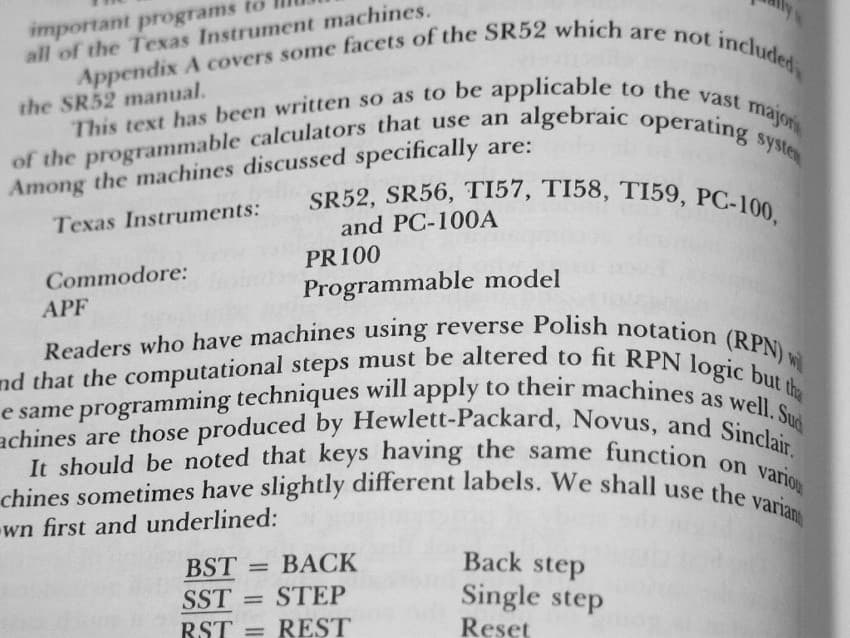 important programs to
all of the Texas Instrument machines.
Appendix A covers some facets of the SR52 which are not included
the SR52 manual.
This text has been written so as to be applicable to the vast
of the programmable calculators that use an algebraic operating
Among the machines discussed specifically are:
Texas Instruments: SR52, SR56, TI57, TI58, TI59, PC-100,
and PC-100A
Commodore: PR100
APF Programmable model
Readers who have machines using reverse Polish notation (RPN)
nd that the computational steps must be altered to fit RPN logic but
e same programming techniques will apply to their machines as well.
achines are those produced by Hewlett-Packard, Novus, and Sinclair.
It should be noted that keys having the same function on
chines sometimes have slightly different labels. We shall use the
own first and underlined:
BST = BACK Back step
SST = STEP Single step
RST = REST Reset